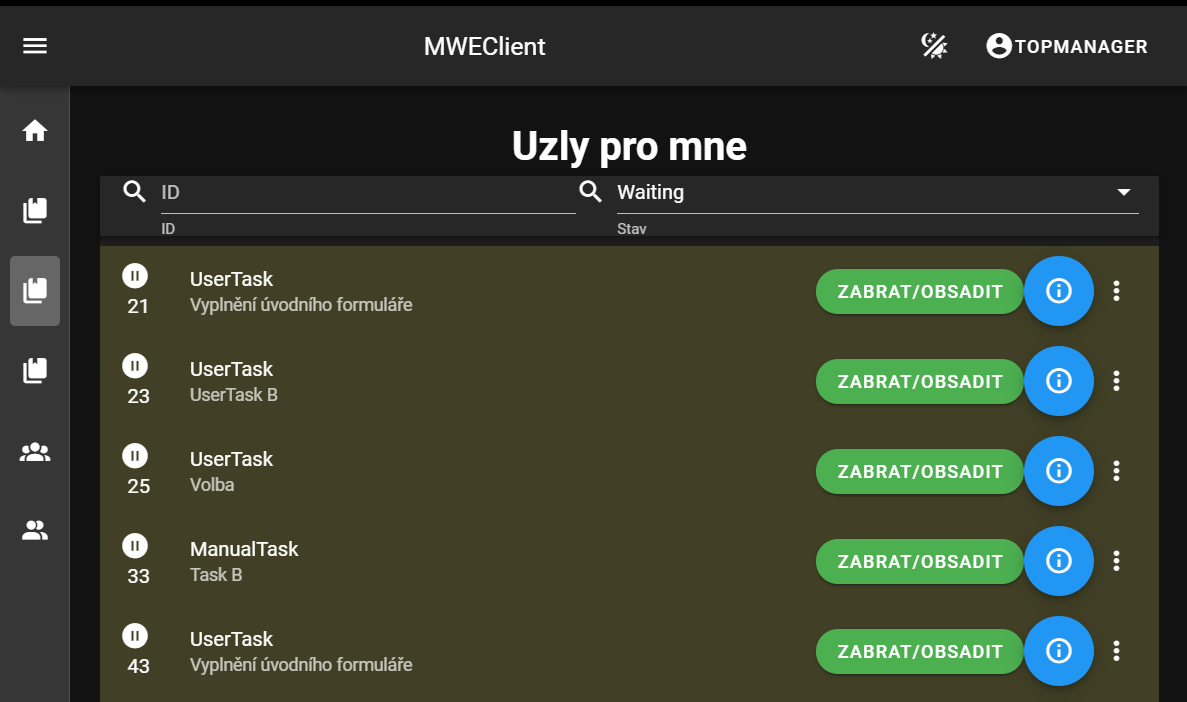 MWEClient
TOPMANAGER
Uzly pro mne
ID
Waiting
ID
Stav
UserTask
21
Vyplnění úvodního formuláře
ZABRAT/OBSADIT
UserTask
23
UserTask B
ZABRAT/OBSADIT
UserTask
25
Volba
ZABRAT/OBSADIT
ManualTask
33
Task B
ZABRAT/OBSADIT
UserTask
43
Vyplnění úvodního formuláře
ZABRAT/OBSADIT